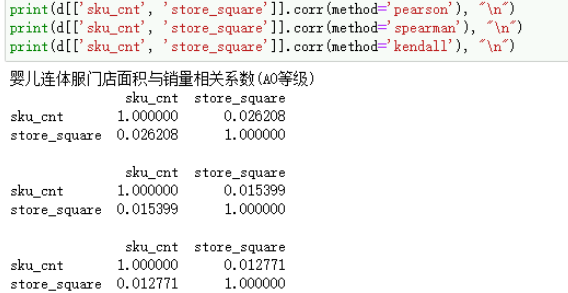 print(d[['sku_cnt', 'store_square']].corr(method='pearson'), "\n")
print(d[['sku_cnt', 'store_square']].corr(method='spearman'), "\n")
print(d[['sku_cnt', 'store_square']].corr(method='kendall'), "\n")
婴儿连体服门店面积与销量相关系数(AO等级)
sku_cnt store_square
sku_cnt 1.000000 0.026208
store_square 0.026208 1.000000
sku_cnt store_square
sku_cnt 1.000000 0.015399
store_square 0.015399 1.000000
sku_cnt store_square
sku_cnt 1.000000 0.012771
store_square 0.012771 1.000000